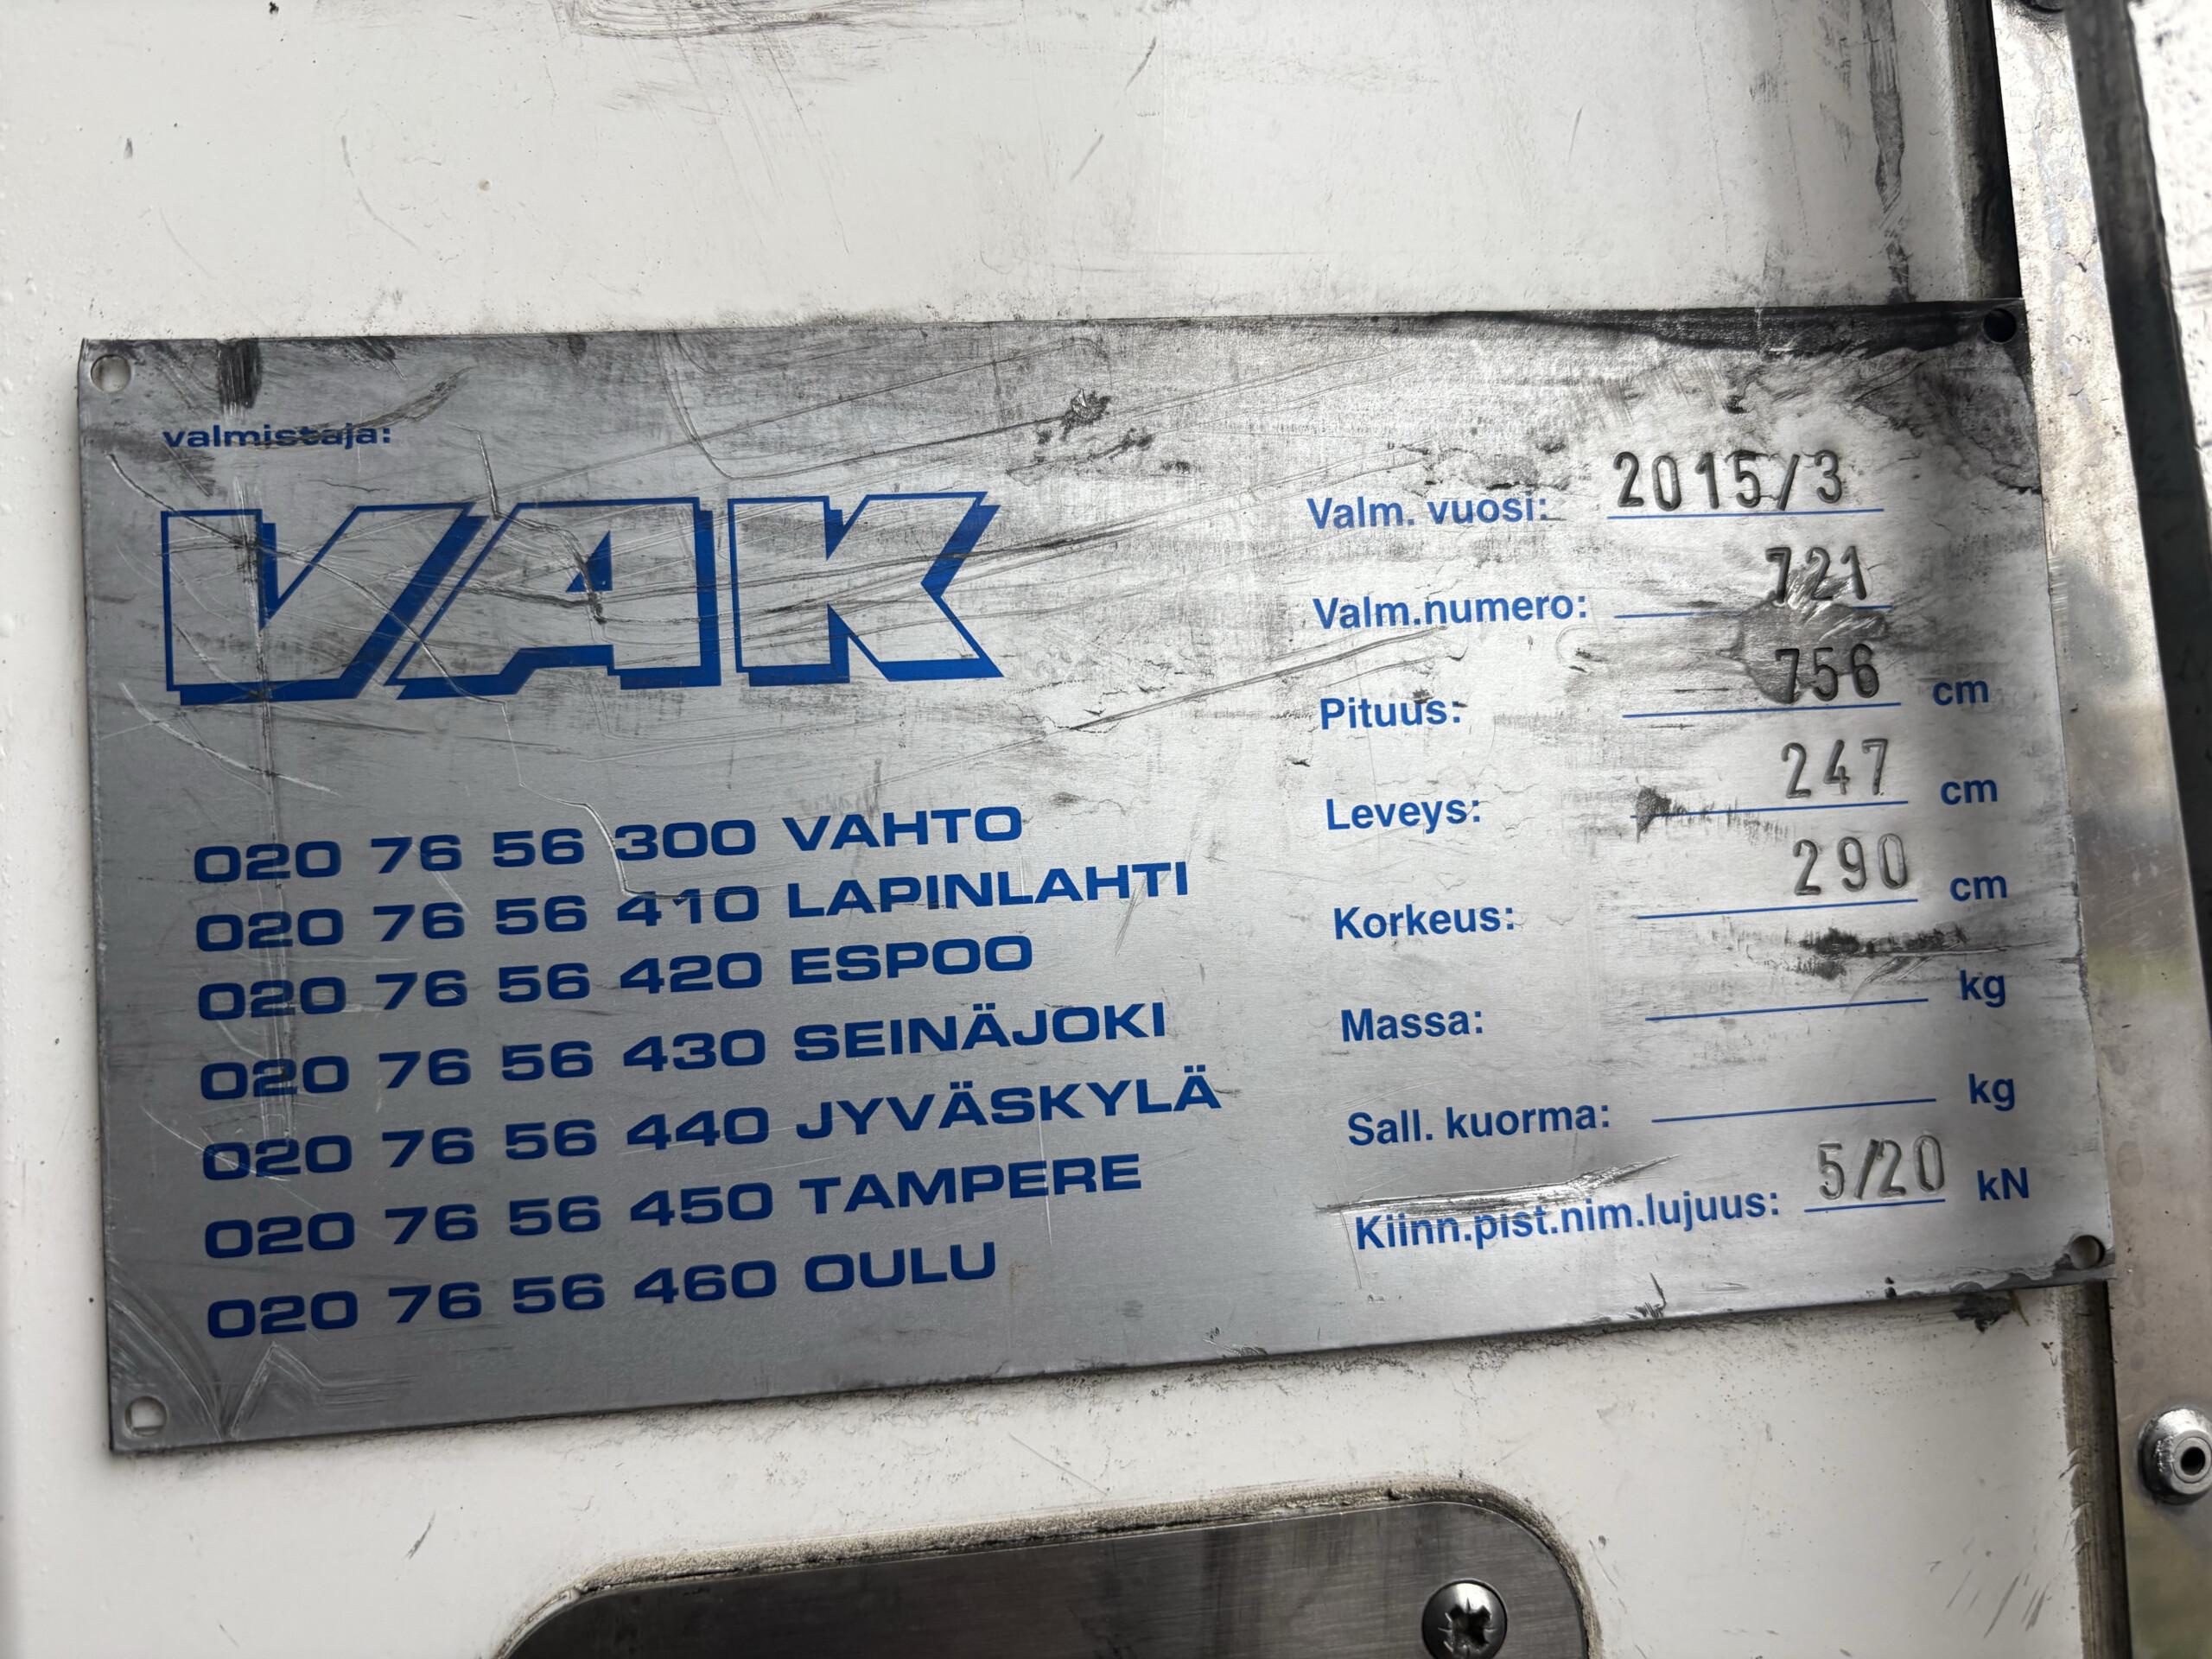 valmistaja:
VAK
020 76 56 300 VAHTO
020 76 56 410 LAPINLAHTI
020 76 56 420 ESPOO
020 76 56 430 SEINÄJOKI
020 76 56 440 JYVÄSKYLÄ
020 76 56 450 TAMPERE
020 76 56 460 OULU
Valm. vuosi: 2015/3
Valm.numero: 721
Pituus: 756 cm
Leveys: 247 cm
Korkeus: 290 cm
Massa: kg
Sall. kuorma: kg
Kiinn.pist.nim.lujuus: 5/20 kN